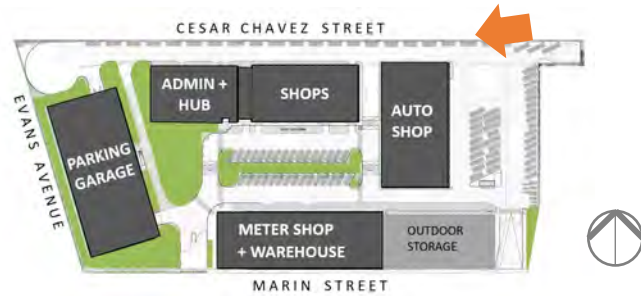 CESAR CHAVEZ STREET
ADMIN +
HUB
SHOPS
AUTO
SHOP
EVANS AVENUE
PARKING
GARAGE
METER SHOP
+ WAREHOUSE
OUTDOOR
STORAGE
MARIN STREET